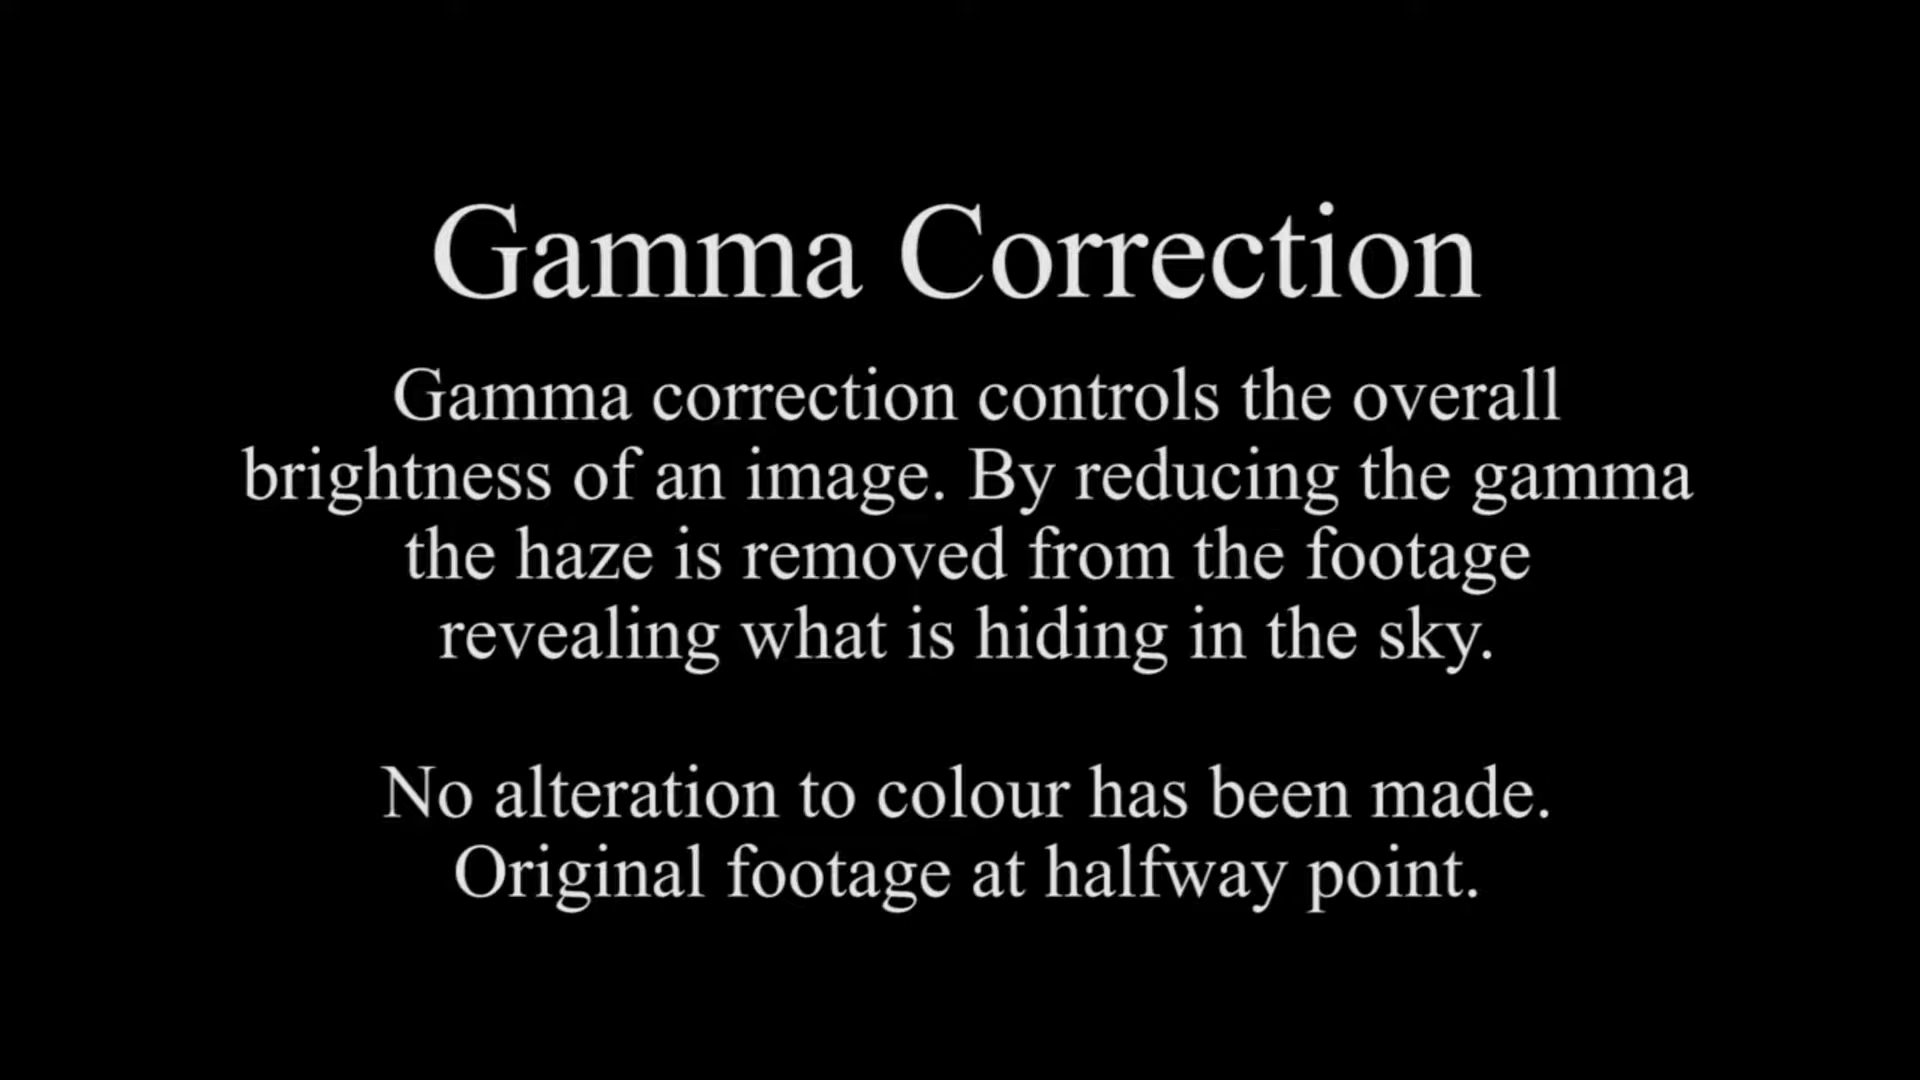 Gamma Correction
Gamma correction controls the overall
brightness of an image. By reducing the gamma
the haze is removed from the footage
revealing what is hiding in the sky.
No alteration to colour has been made.
Original footage at halfway point.